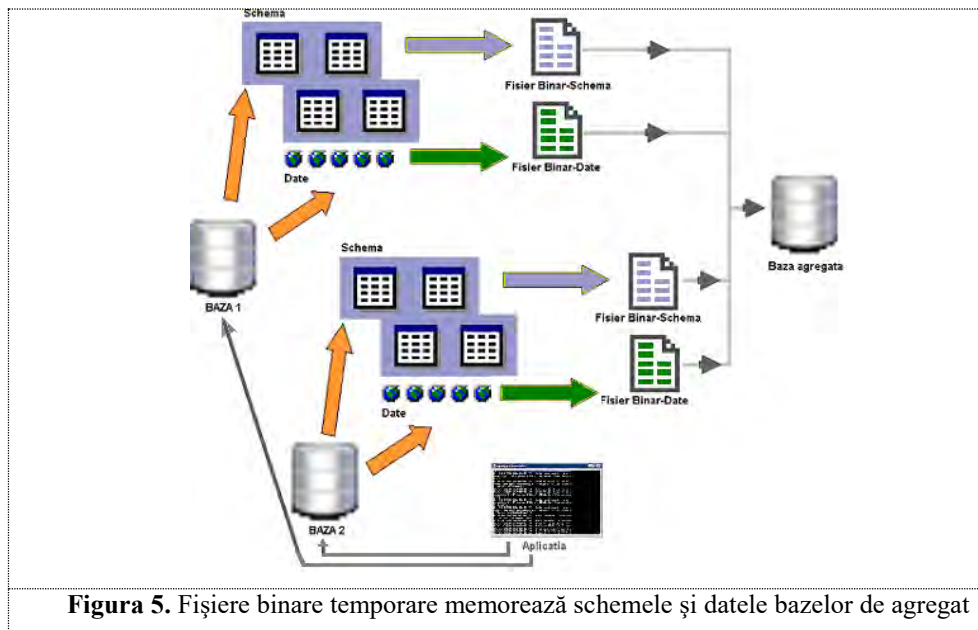 Schema
Fisier Binar-Schema
Date
Fisier Binar-Date
BAZA 1
Schema
Baza agregata
Fisier Binar-Schema
Date
Fisier Binar-Date
BAZA 2
Aplicatia
Figura 5. Fişiere binare temporare memorează schemele şi datele bazelor de agregat